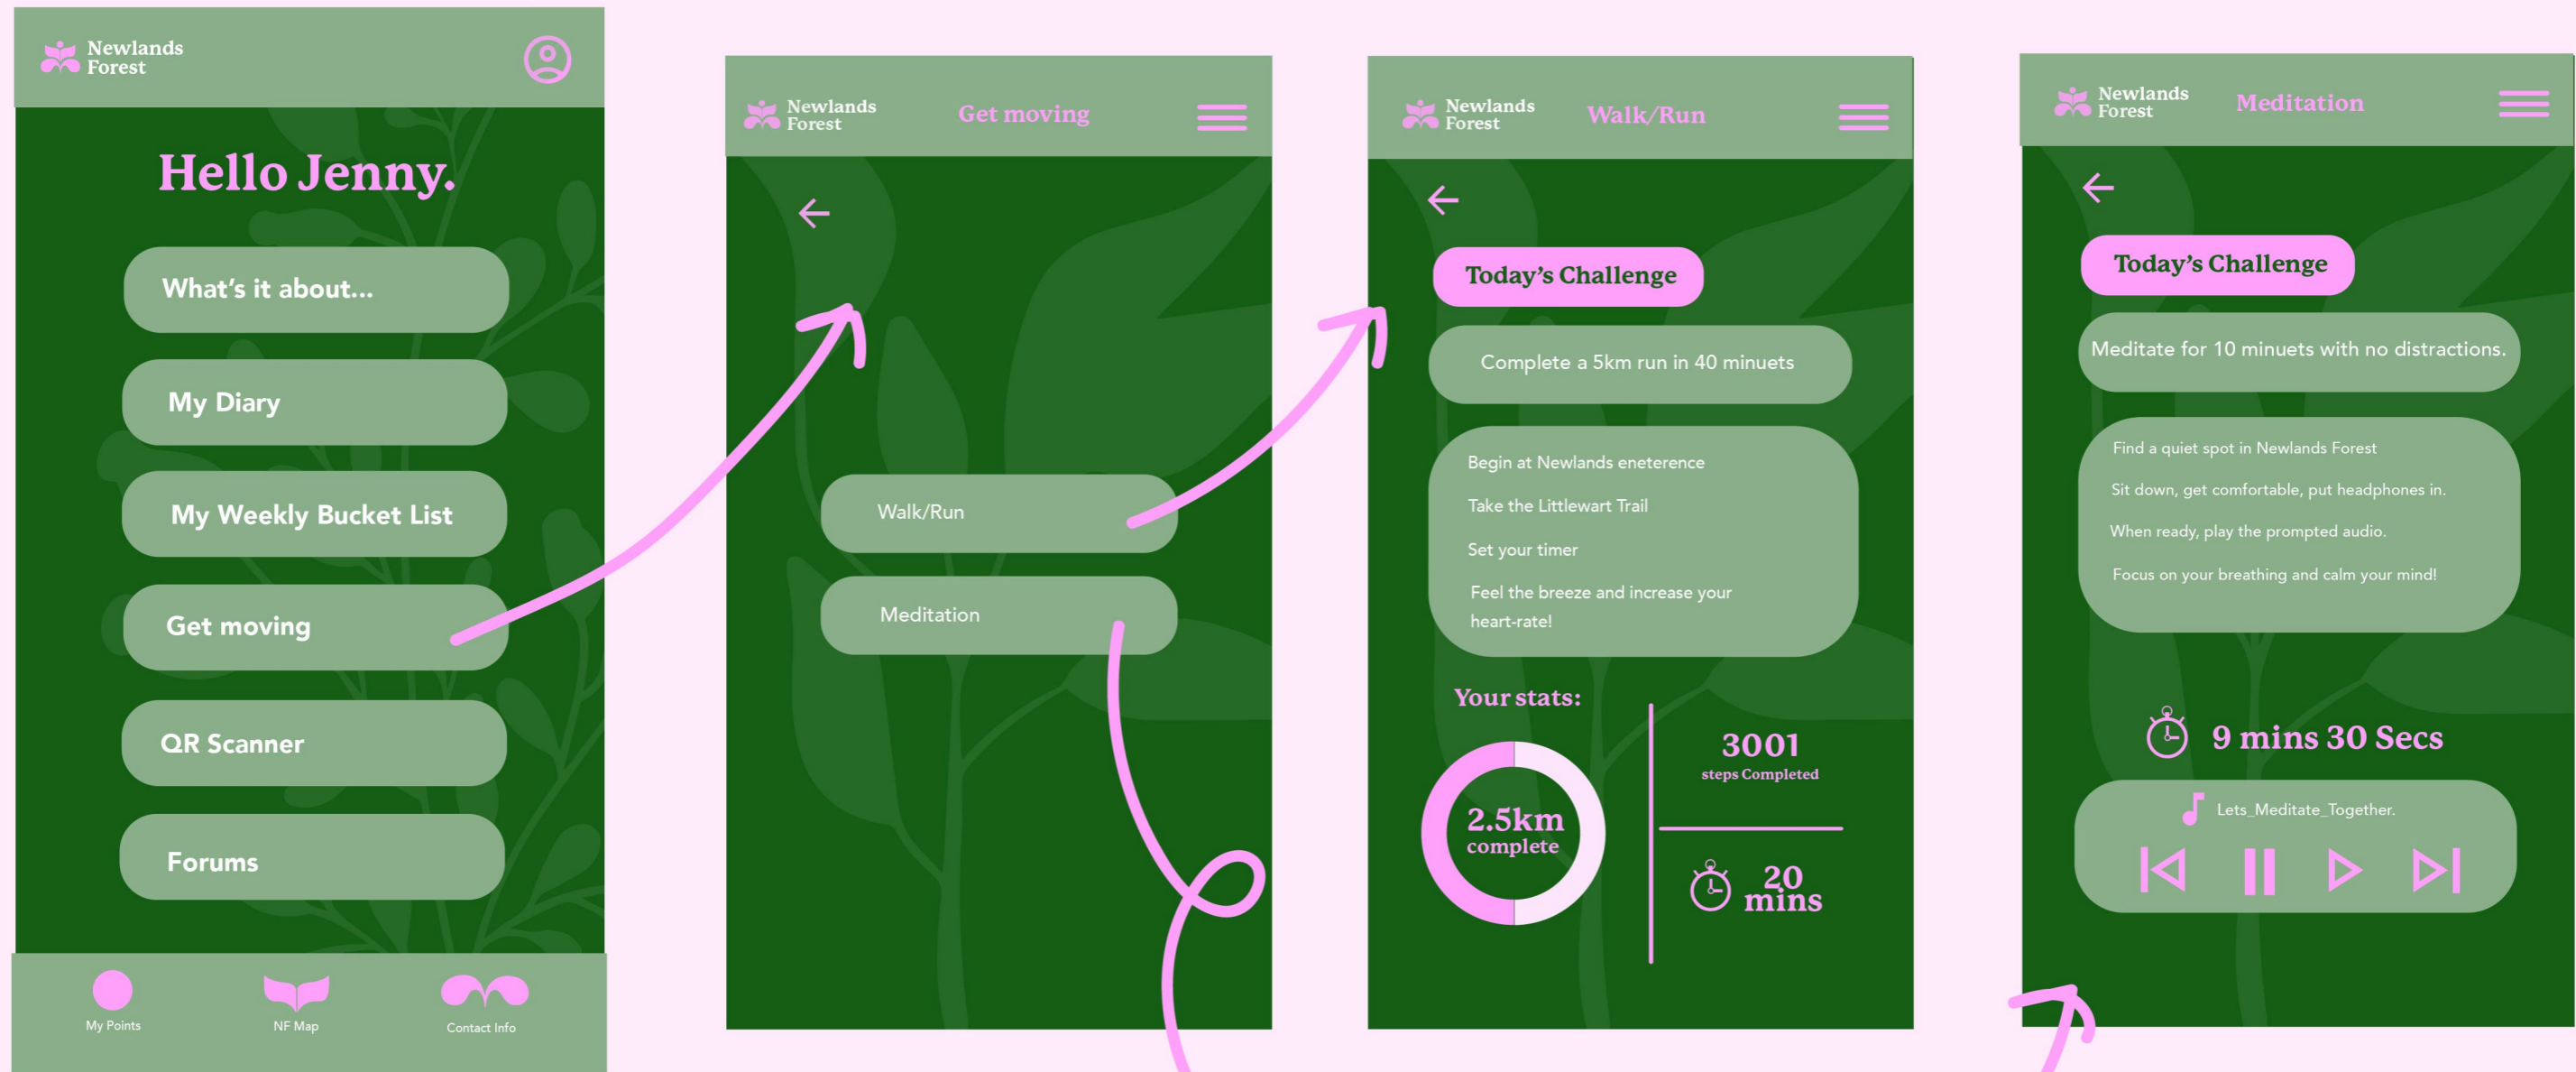 Newlands
Forest
Hello Jenny.
What's it about...
My Diary
My Weekly Bucket List
Get moving
QR Scanner
Forums
My Points
NF Map
Contact Info
Newlands
Forest
Get moving
Walk/Run
Meditation
Newlands
Forest
Walk/Run
Today's Challenge
Complete a 5km run in 40 minuets
Begin at Newlands eneterence
Take the Littlewart Trail
Set your timer
Feel the breeze and increase your
heart-rate!
Your stats:
2.5km
complete
3001
steps Completed
20
mins
Newlands
Forest
Meditation
Today's Challenge
Meditate for 10 minuets with no distractions.
Find a quiet spot in Newlands Forest
Sit down, get comfortable, put headphones in.
When ready, play the prompted audio.
Focus on your breathing and calm your mind!
9 mins 30 Secs
Lets_Meditate_Together.